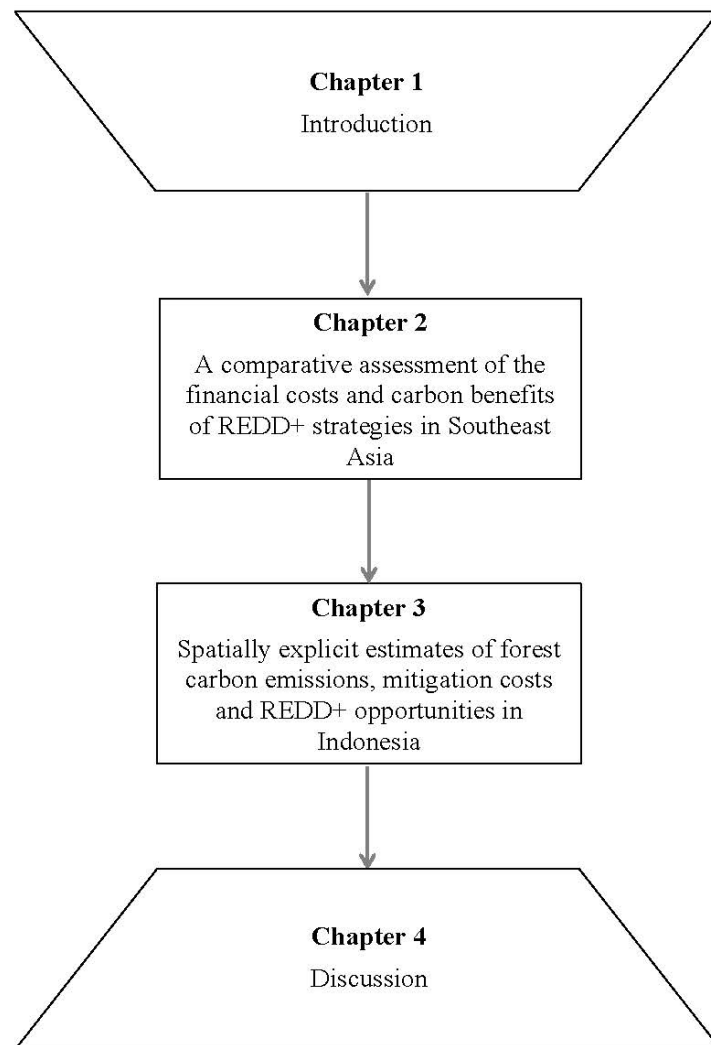 Chapter 1
Introduction
Chapter 2
A comparative assessment of the
financial costs and carbon benefits
of REDD+ strategies in Southeast
Asia
Chapter 3
Spatially explicit estimates of forest
carbon emissions, mitigation costs
and REDD+ opportunities in
Indonesia
Chapter 4
Discussion